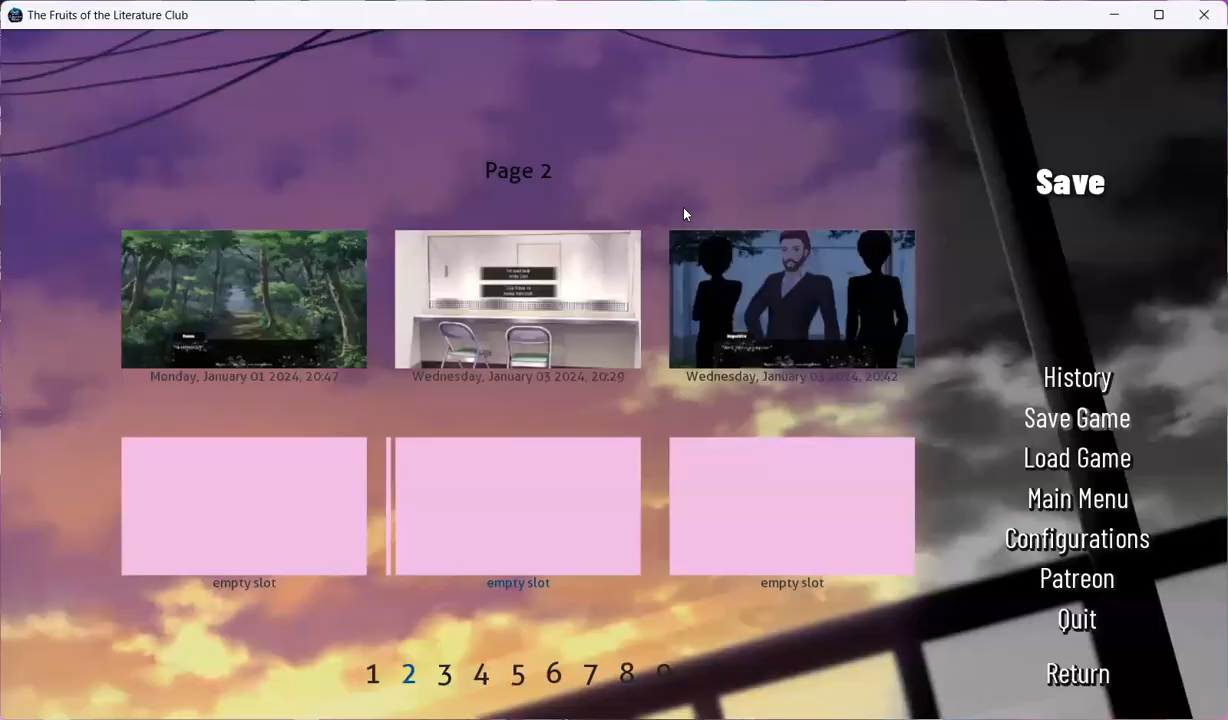 The Fruits of the Literature Club
Page 2
Save
Monday, January 01 2024, 20:47
Wednesday, January 03 2024, 20:29
Wednesday, January 03 2024, 20:42
History
Save Game
Load Game
Main Menu
Configurations
Patreon
Quit
Return
empty slot
empty slot
empty slot
1 2 3 4 5 6 7 8 9